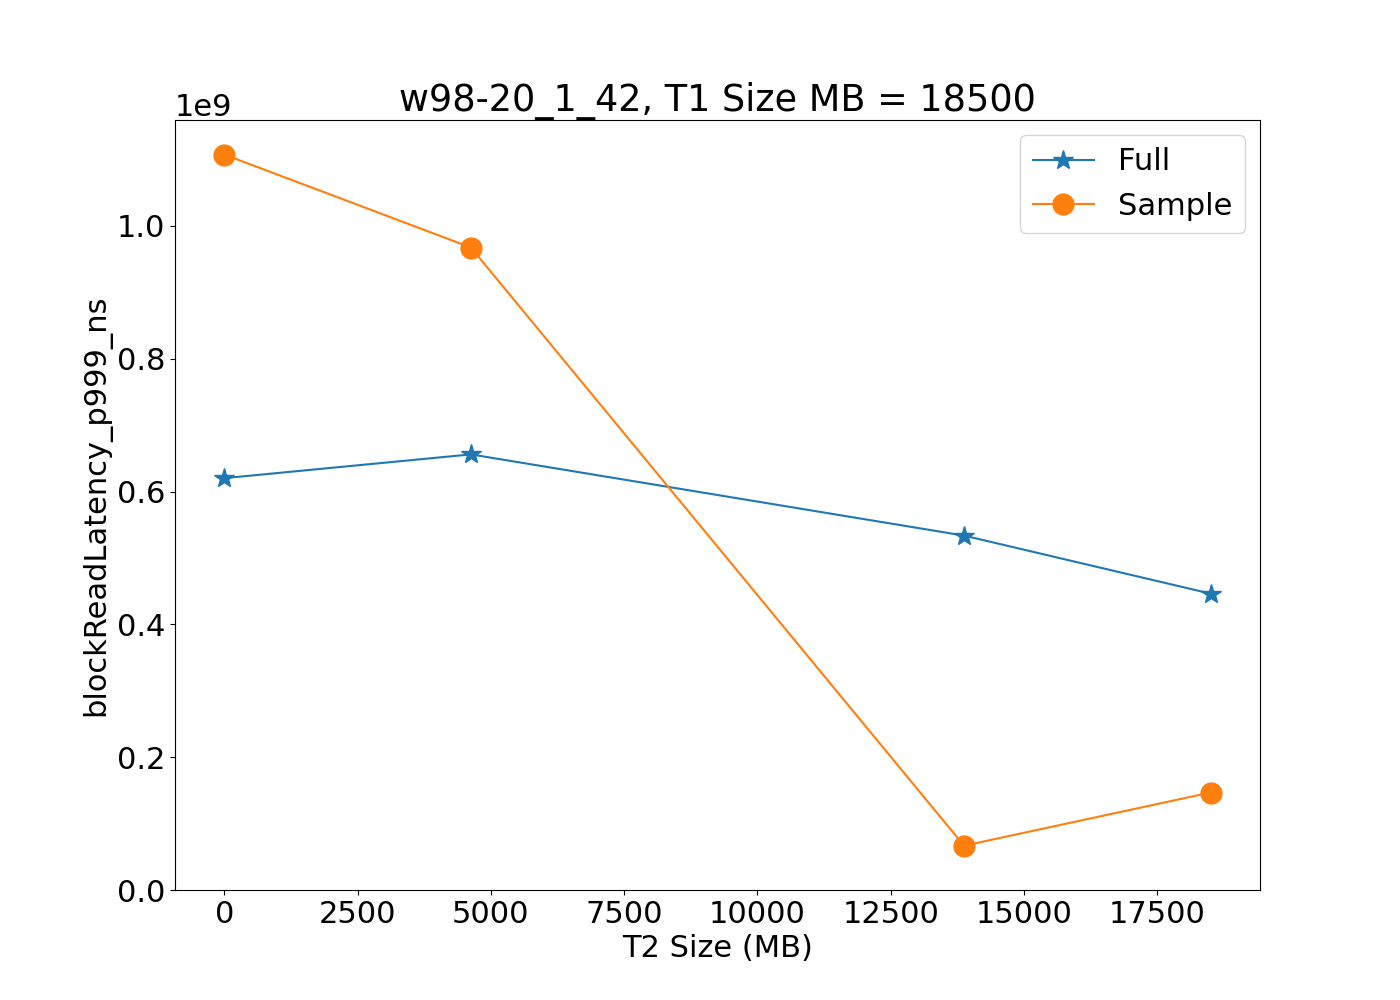 w98-20_1_42, T1 Size MB = 18500
1e9
Full
Sample
1.0
0.8
0.6
0.4
0.2
0.0
blockReadLatency_p999_ns
0 2500 5000 7500 10000 12500 15000 17500
T2 Size (MB)